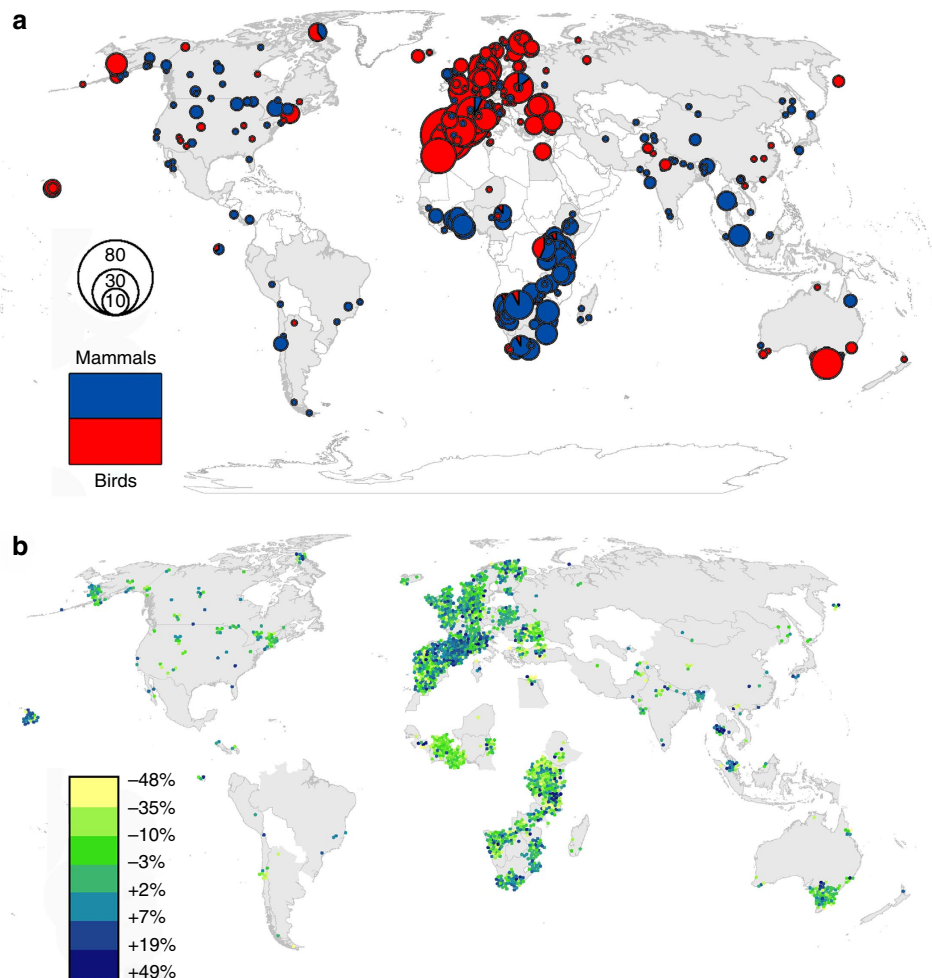 a
80
30
10
Mammals
Birds
b
–48%
–35%
–10%
–3%
+2%
+7%
+19%
+49%